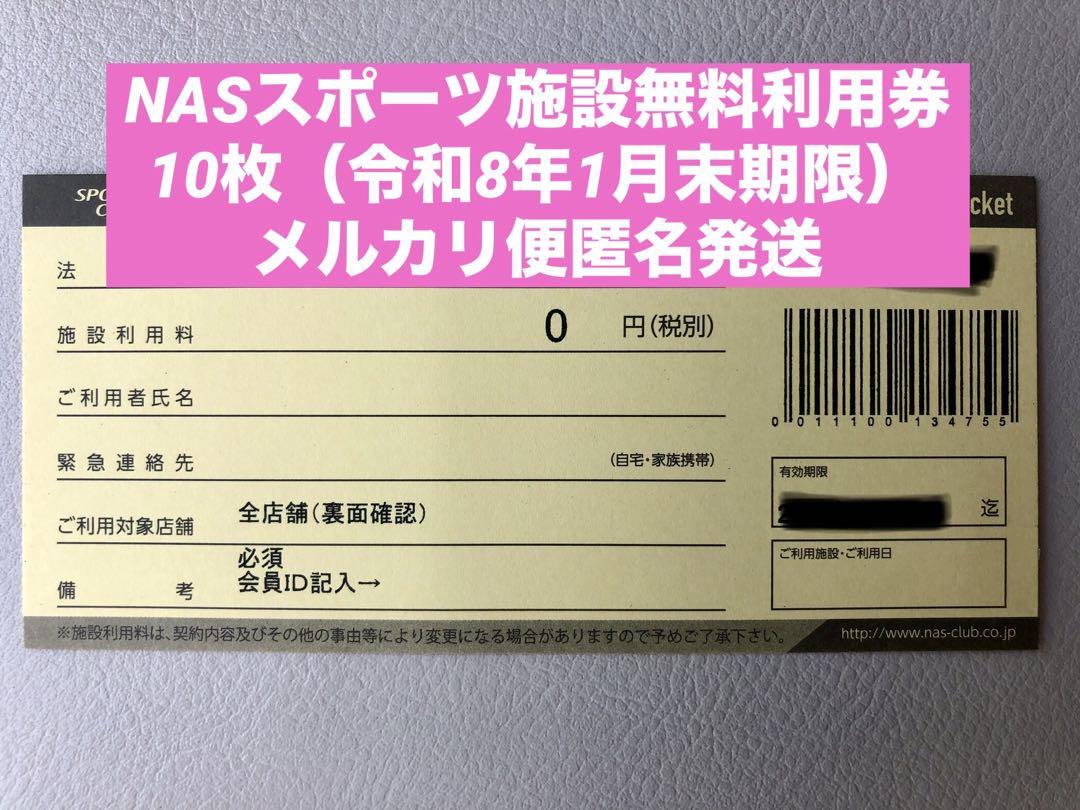 NASスポーツ施設無料利用券
10枚（令和8年1月末期限）
メルカリ便匿名発送
法
施設利用料 0 円(税別)
ご利用者氏名
緊急連絡先 (自宅・家族携帯)
ご利用対象店舗 全店舗(裏面確認)
必須
備考 会員ID記入→
0011100134755
有効期限
迄
ご利用施設・ご利用日
※施設利用料は、契約内容及びその他の事由等により変更になる場合がありますので予めご了承下さい。
http://www.nas-club.co.jp